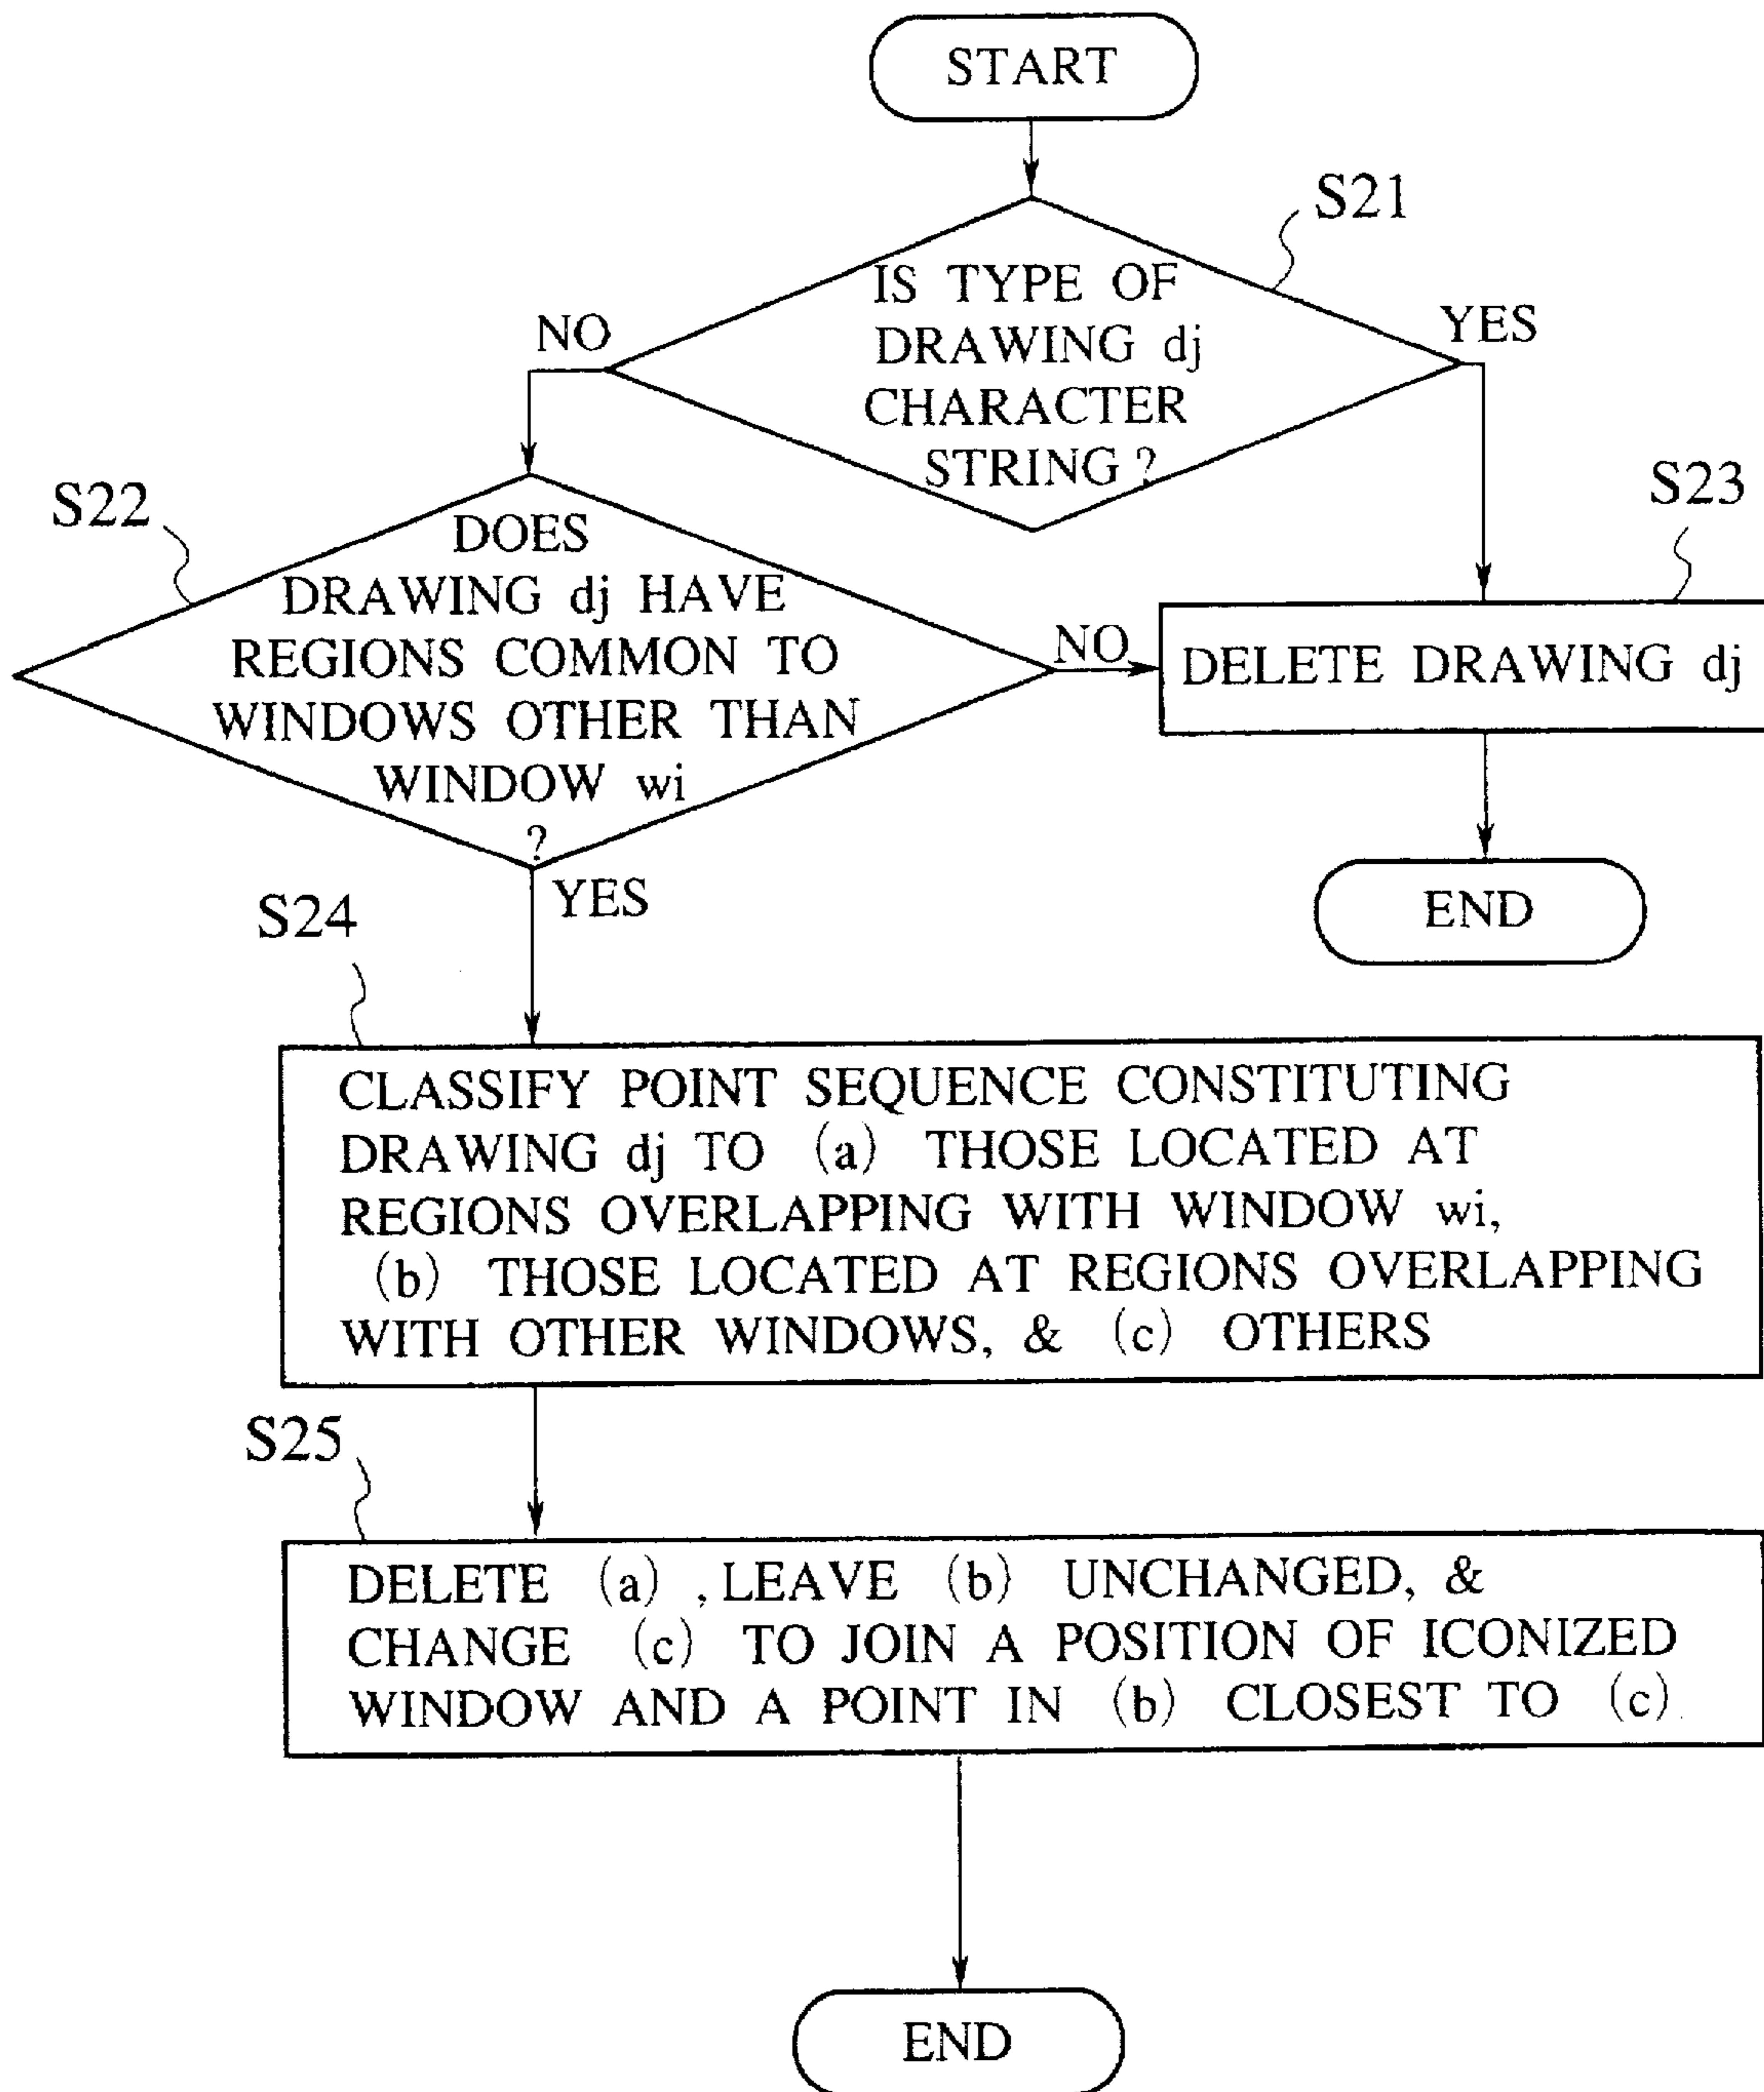 START
S21
IS TYPE OF
DRAWING dj
CHARACTER
STRING ?
NO
YES
S22
DOES
DRAWING dj HAVE
REGIONS COMMON TO
WINDOWS OTHER THAN
WINDOW wi
?
NO
YES
S23
DELETE DRAWING dj
END
S24
CLASSIFY POINT SEQUENCE CONSTITUTING
DRAWING dj TO (a) THOSE LOCATED AT
REGIONS OVERLAPPING WITH WINDOW wi,
(b) THOSE LOCATED AT REGIONS OVERLAPPING
WITH OTHER WINDOWS, & (c) OTHERS
S25
DELETE (a) , LEAVE (b) UNCHANGED, &
CHANGE (c) TO JOIN A POSITION OF ICONIZED
WINDOW AND A POINT IN (b) CLOSEST TO (c)
END